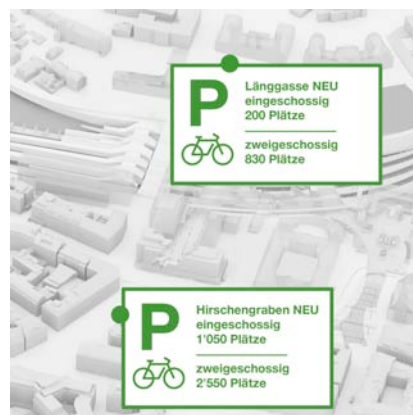 P
Länggasse NEU
eingeschossig
200 Plätze
zweigeschossig
830 Plätze
P
Hirschengraben NEU
eingeschossig
1'050 Plätze
zweigeschossig
2'550 Plätze